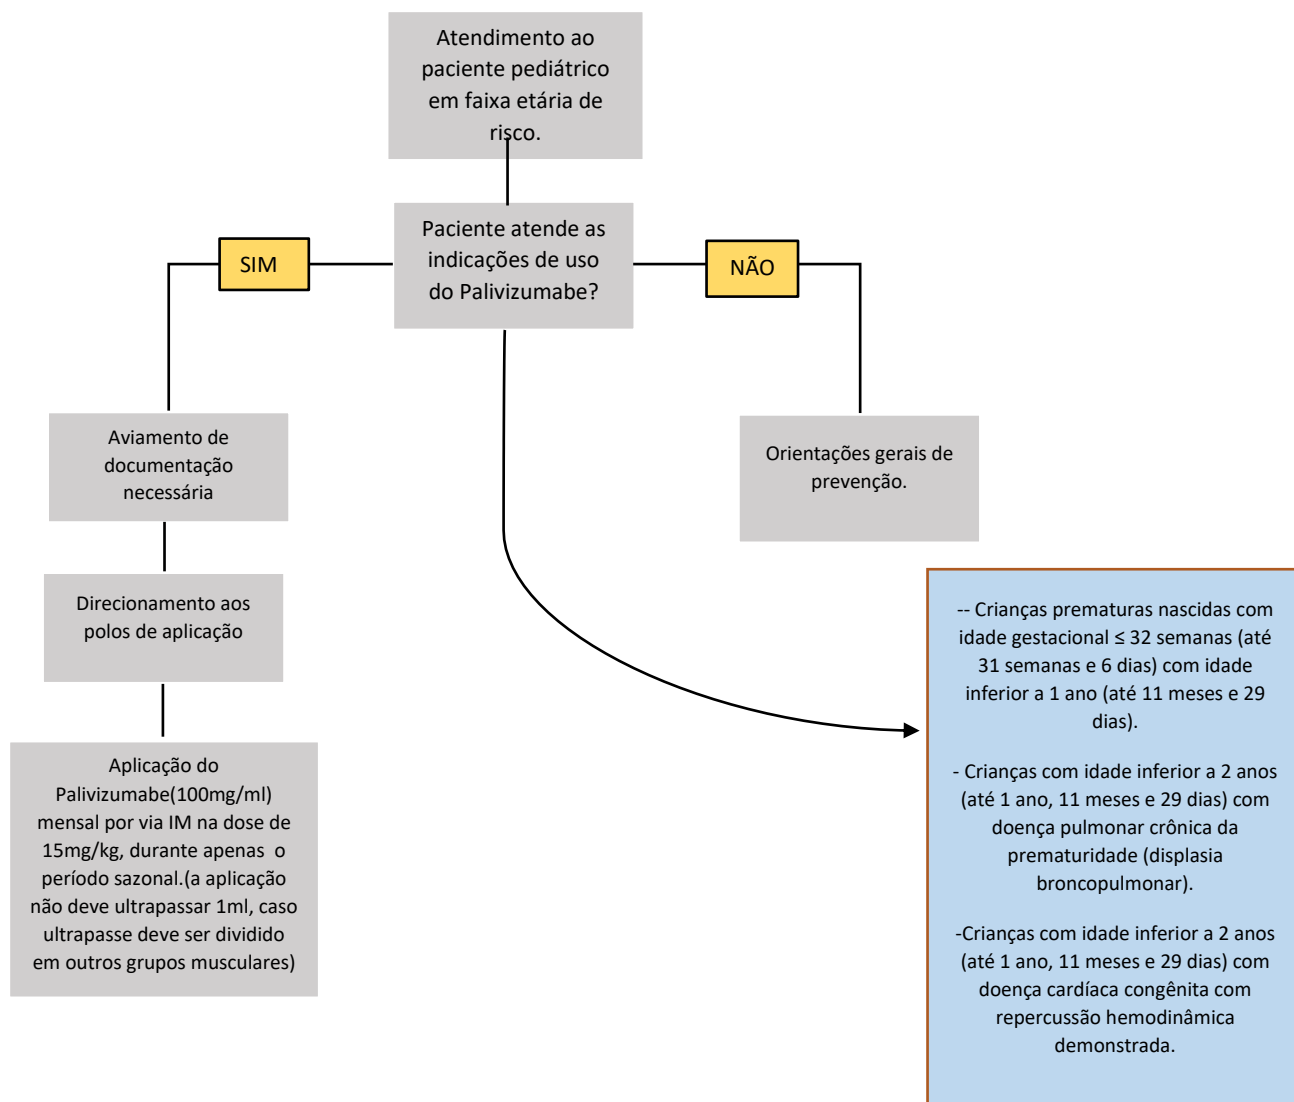 Atendimento ao
paciente pediátrico
em faixa etária de
risco.
Paciente atende as
indicações de uso
do Palivizumabe?
SIM
NÃO
Aviamento de
documentação
necessária
Orientações gerais de
prevenção.
Direcionamento aos
polos de aplicação
Aplicação do
Palivizumabe(100mg/ml)
mensal por via IM na dose de
15mg/kg, durante apenas o
período sazonal.(a aplicação
não deve ultrapassar 1ml, caso
ultrapasse deve ser dividido
em outros grupos musculares)
-- Crianças prematuras nascidas com
idade gestacional ≤ 32 semanas (até
31 semanas e 6 dias) com idade
inferior a 1 ano (até 11 meses e 29
dias).
- Crianças com idade inferior a 2 anos
(até 1 ano, 11 meses e 29 dias) com
doença pulmonar crônica da
prematuridade (displasia
broncopulmonar).
-Crianças com idade inferior a 2 anos
(até 1 ano, 11 meses e 29 dias) com
doença cardíaca congênita com
repercussão hemodinâmica
demonstrada.